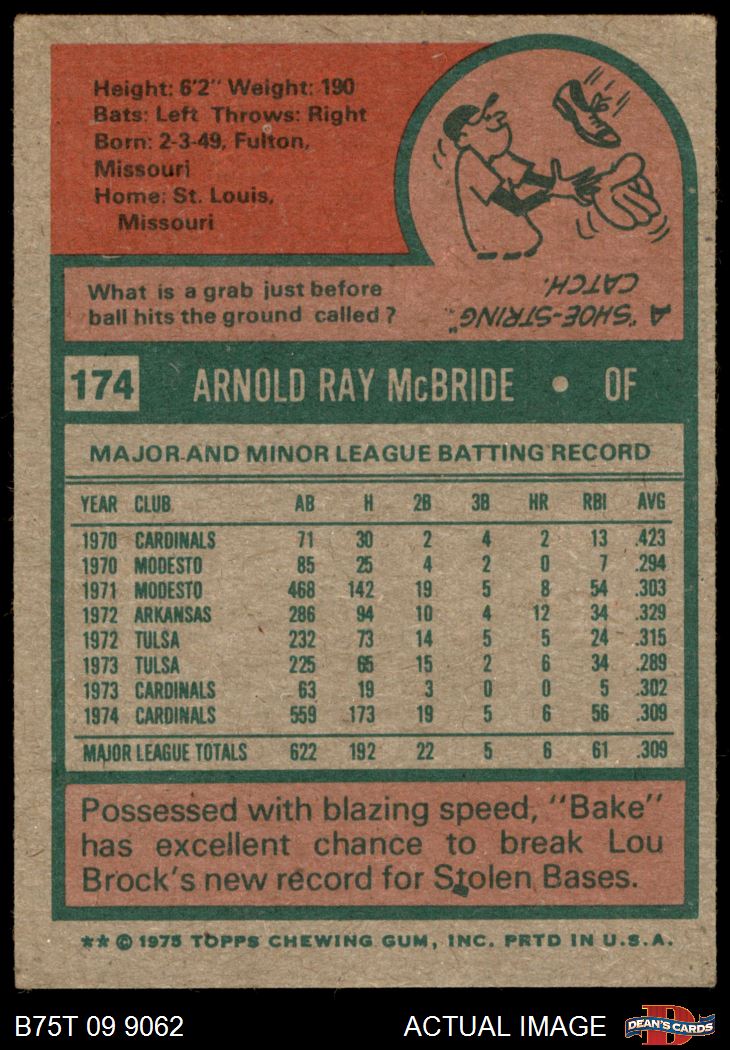 Height: 6'2" Weight: 190
Bats: Left Throws: Right
Born: 2-3-49, Fulton,
Missouri
Home: St. Louis,
Missouri
What is a grab just before
ball hits the ground called?
A "SHOE-STRING"
CATCH.
174 ARNOLD RAY McBRIDE • OF
MAJOR AND MINOR LEAGUE BATTING RECORD
YEAR CLUB AB H 2B 3B HR RBI AVG
1970 CARDINALS 71 30 2 4 2 13 .423
1970 MODESTO 85 25 4 2 0 7 .294
1971 MODESTO 468 142 19 5 8 54 .303
1972 ARKANSAS 286 94 10 4 12 34 .329
1972 TULSA 232 73 14 5 5 24 .315
1973 TULSA 225 65 15 2 6 34 .289
1973 CARDINALS 63 19 3 0 0 5 .302
1974 CARDINALS 559 173 19 5 6 56 .309
MAJOR LEAGUE TOTALS 622 192 22 5 6 61 .309
Possessed with blazing speed, "Bake"
has excellent chance to break Lou
Brock's new record for Stolen Bases.
** © 1975 TOPPS CHEWING GUM, INC. PRTD IN U.S.A.
B75T 09 9062 ACTUAL IMAGE DEAN'S CARDS